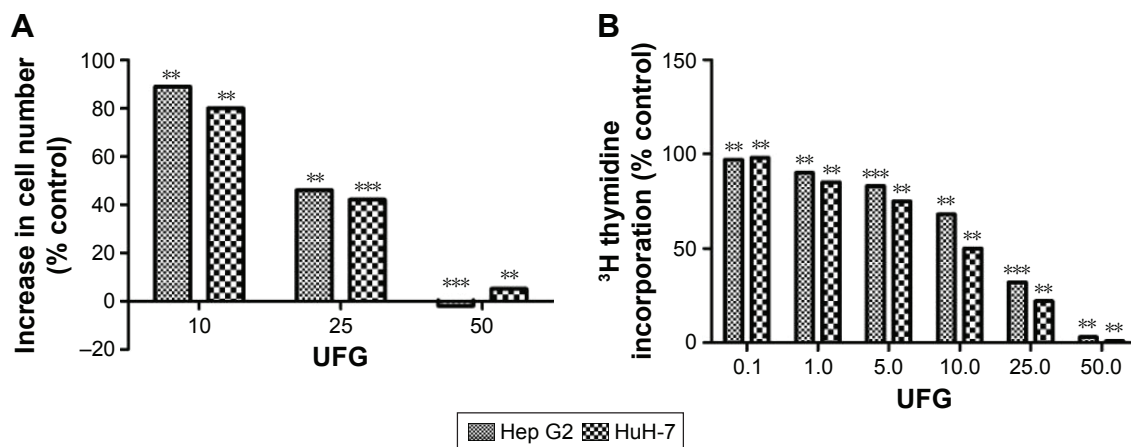 A
Increase in cell number
(% control)
100
80
60
40
20
0
–20
**
**
**
***
***
**
10 25 50
UFG
B
³H thymidine
incorporation (% control)
150
100
50
0
** **
** **
*** **
** **
*** **
** **
0.1 1.0 5.0 10.0 25.0 50.0
UFG
Hep G2 HuH-7